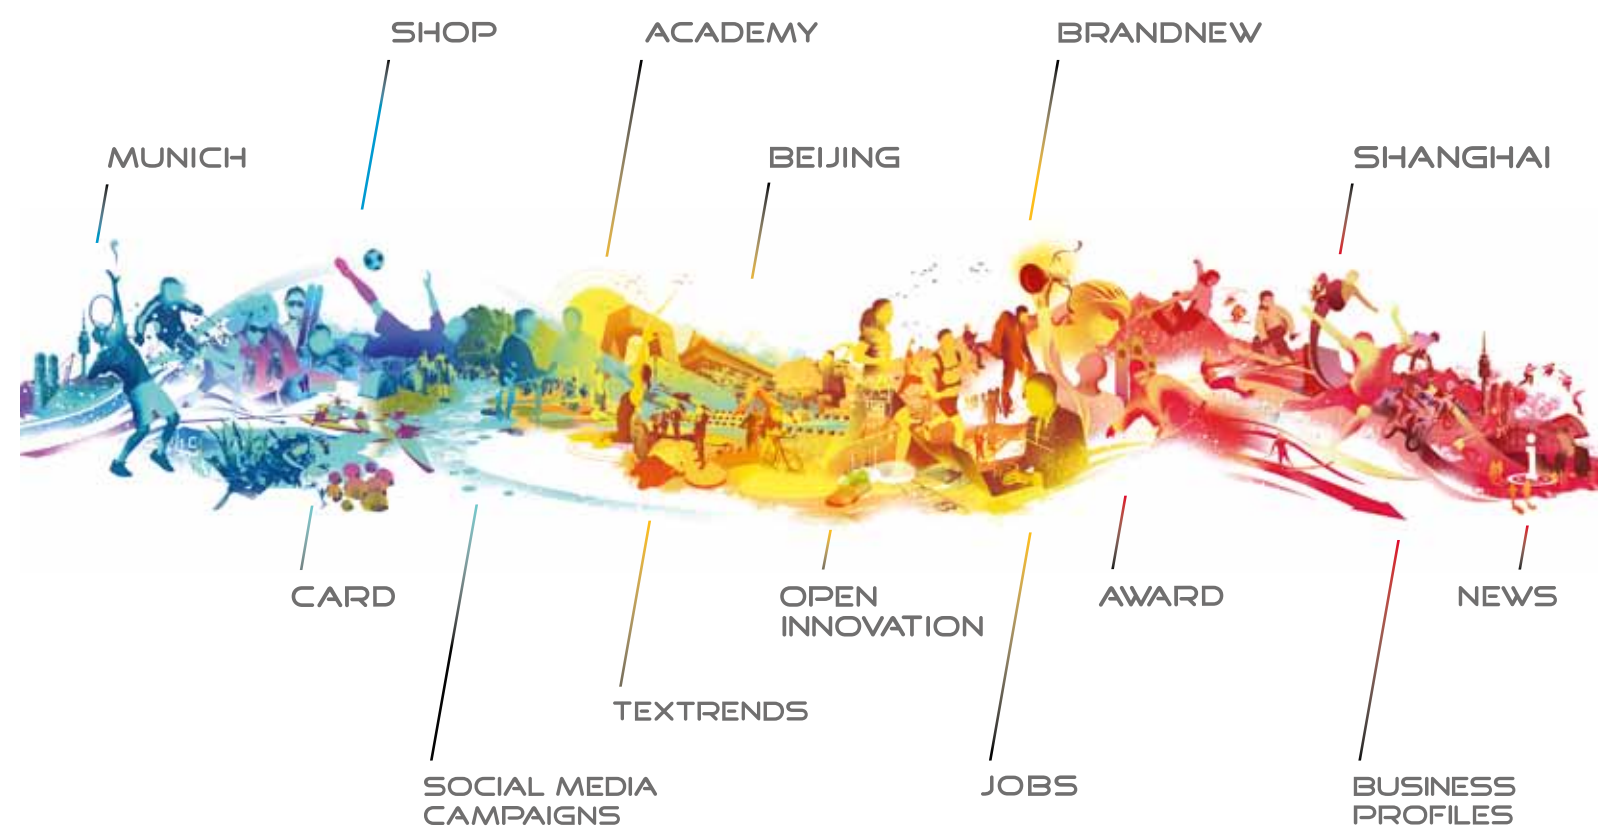 SHOP
ACADEMY
BRANDNEW
MUNICH
BEIJING
SHANGHAI
CARD
OPEN
INNOVATION
AWARD
NEWS
TEXTRENDS
SOCIAL MEDIA
CAMPAIGNS
JOBS
BUSINESS
PROFILES